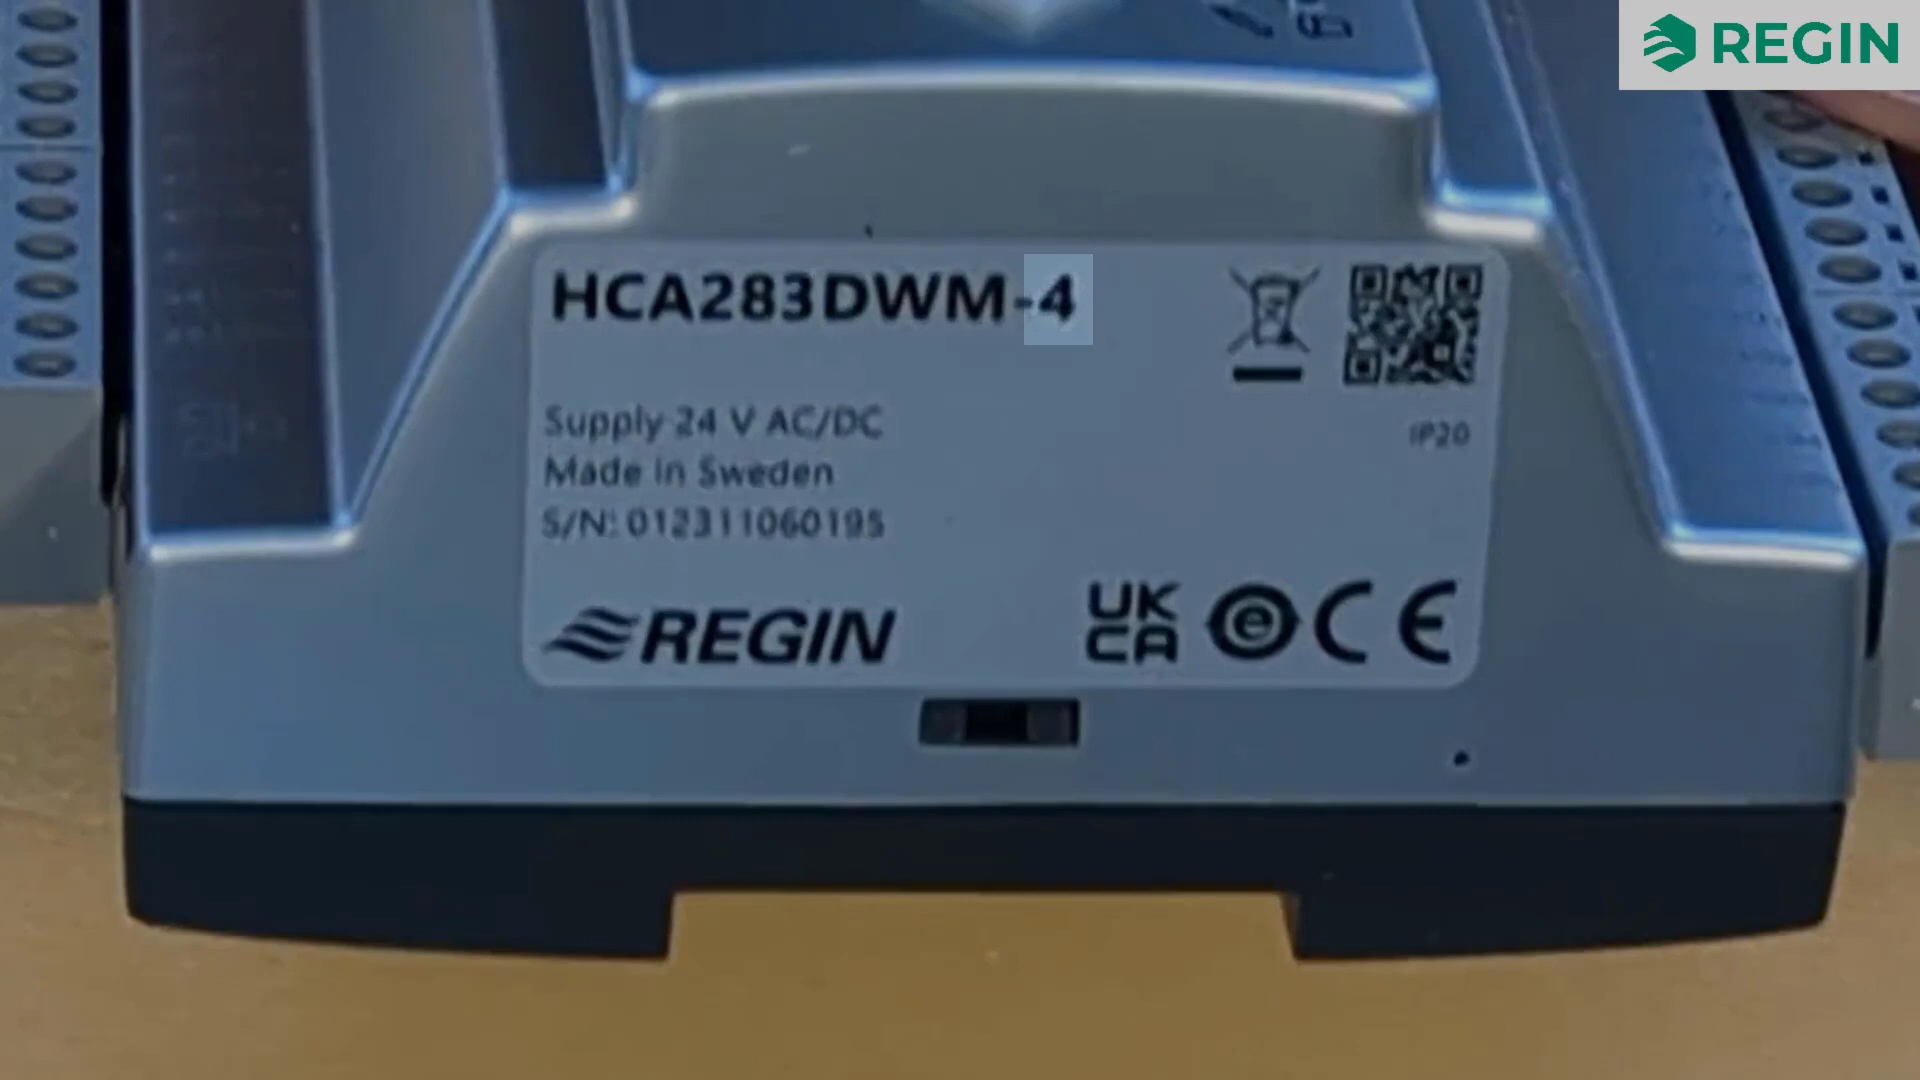 REGIN
HCA283DWM-4
Supply 24 V AC/DC
IP20
Made in Sweden
S/N: 012311060195
REGIN
UK
CA
e CE